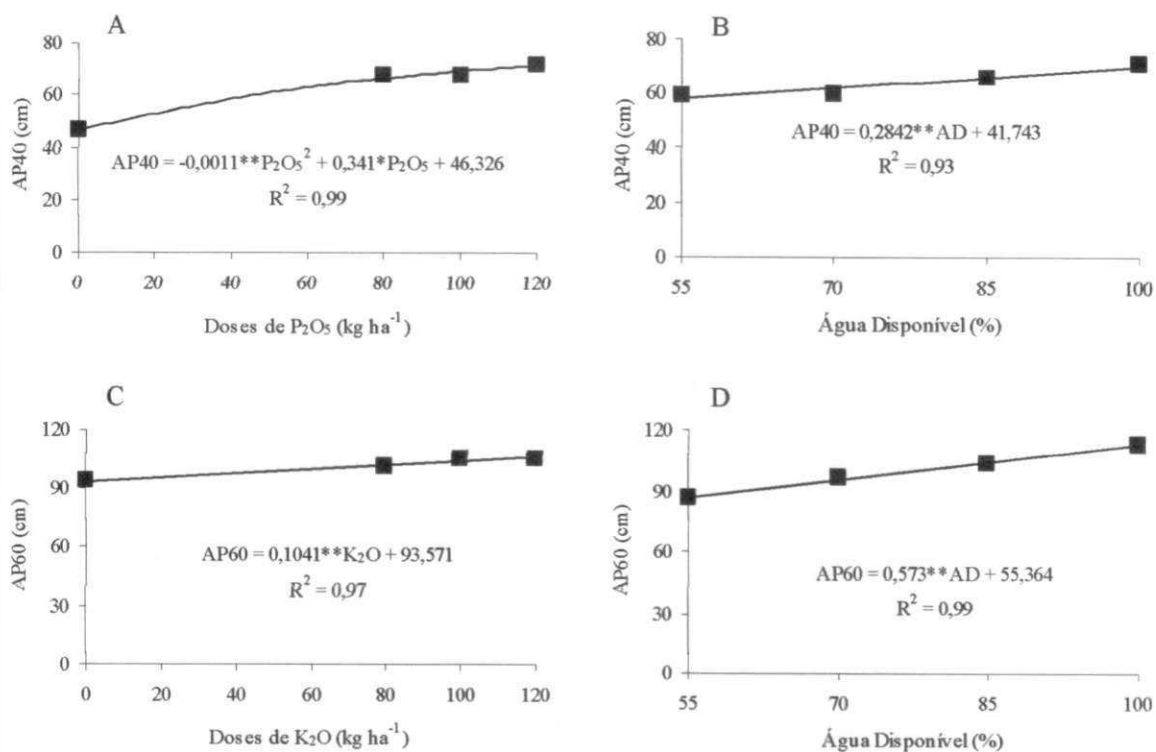 A
80
60
40
20
0
AP40 (cm)
AP40 = -0,0011**P₂O₅² + 0,341*P₂O₅ + 46,326
R² = 0,99
0 20 40 60 80 100 120
Doses de P₂O₅ (kg ha⁻¹)
B
80
60
40
20
0
AP40 (cm)
AP40 = 0,2842**AD + 41,743
R² = 0,93
55 70 85 100
Água Disponível (%)
C
120
90
60
30
0
AP60 (cm)
AP60 = 0,1041**K₂O + 93,571
R² = 0,97
0 20 40 60 80 100 120
Doses de K₂O (kg ha⁻¹)
D
120
90
60
30
0
AP60 (cm)
AP60 = 0,573**AD + 55,364
R² = 0,99
55 70 85 100
Água Disponível (%)